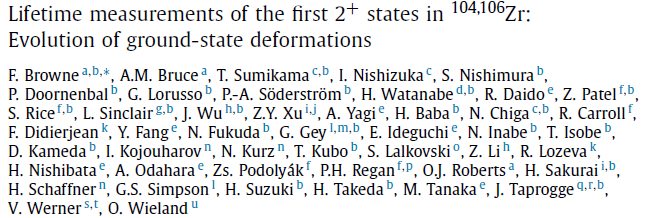 Lifetime measurements of the first 2⁺ states in ¹⁰⁴,¹⁰⁶Zr:
Evolution of ground-state deformations
F. Browne ᵃ,ᵇ,*, A.M. Bruce ᵃ, T. Sumikama ᶜ,ᵇ, I. Nishizuka ᶜ, S. Nishimura ᵇ,
P. Doornenbal ᵇ, G. Lorusso ᵇ, P.-A. Söderström ᵇ, H. Watanabe ᵈ,ᵇ, R. Daido ᵉ, Z. Patel ᶠ,ᵇ,
S. Rice ᶠ,ᵇ, L. Sinclair ᵍ,ᵇ, J. Wu ʰ,ᵇ, Z.Y. Xu ⁱ,ʲ, A. Yagi ᵉ, H. Baba ᵇ, N. Chiga ᶜ,ᵇ, R. Carroll ᶠ,
F. Didierjean ᵏ, Y. Fang ᵉ, N. Fukuda ᵇ, G. Gey ˡ,ᵐ,ᵇ, E. Ideguchi ᵉ, N. Inabe ᵇ, T. Isobe ᵇ,
D. Kameda ᵇ, I. Kojouharov ⁿ, N. Kurz ⁿ, T. Kubo ᵇ, S. Lalkovski ᵒ, Z. Li ʰ, R. Lozeva ᵏ,
H. Nishibata ᵉ, A. Odahara ᵉ, Zs. Podolyák ᶠ, P.H. Regan ᶠ,ᵖ, O.J. Roberts ᵃ, H. Sakurai ⁱ,ᵇ,
H. Schaffner ⁿ, G.S. Simpson ˡ, H. Suzuki ᵇ, H. Takeda ᵇ, M. Tanaka ᵉ, J. Taprogge q,ʳ,ᵇ,
V. Werner ˢ,ᵗ, O. Wieland ᵘ